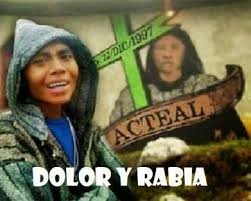 22/DIC/1997
ACTEAL
DOLOR Y RABIA